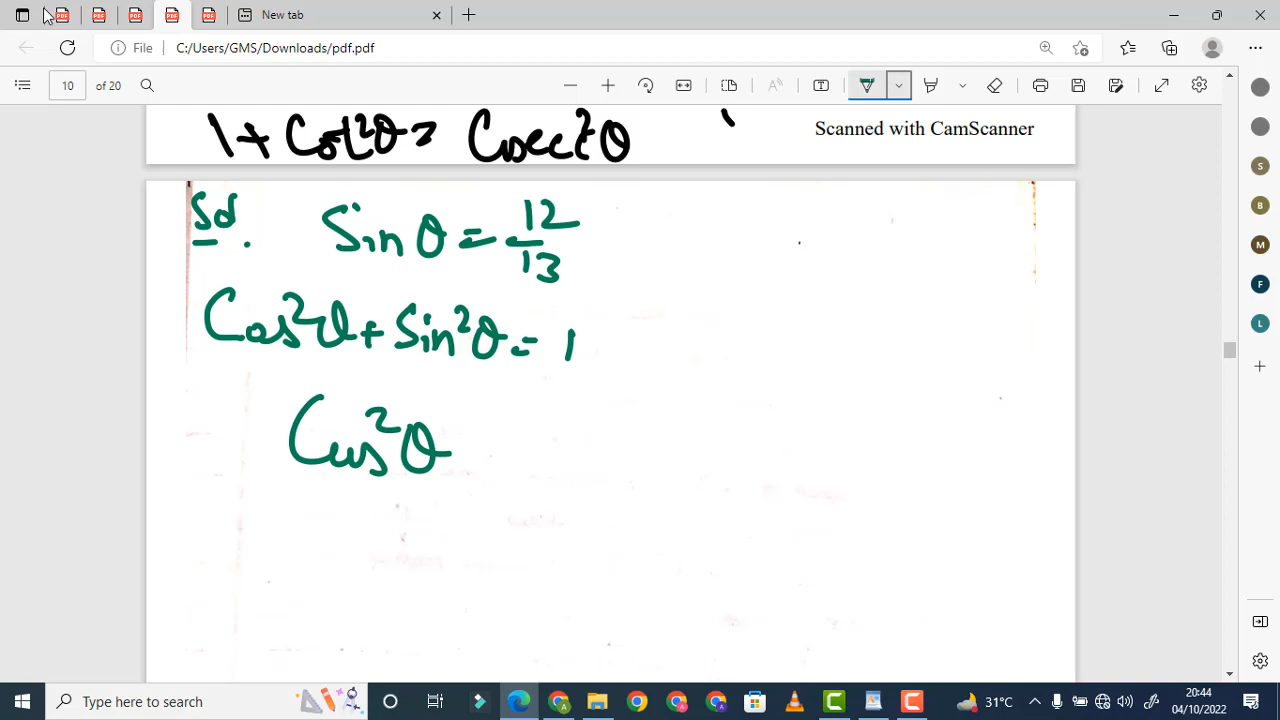 New tab
File C:/Users/GMS/Downloads/pdf.pdf
10 of 20
1 + Cot²θ = Cosec²θ
Scanned with CamScanner
Sol. Sin θ = 12/13
Cos²θ + Sin²θ = 1
Cos²θ
S
B
M
F
L
Type here to search
31°C
20:44
04/10/2022